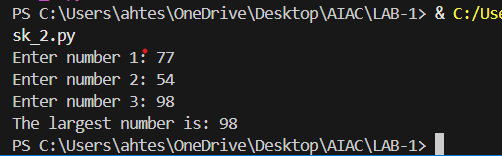 PS C:\Users\ahtes\OneDrive\Desktop\AIAC\LAB-1> & C:/Use
sk_2.py
Enter number 1: 77
Enter number 2: 54
Enter number 3: 98
The largest number is: 98
PS C:\Users\ahtes\OneDrive\Desktop\AIAC\LAB-1>